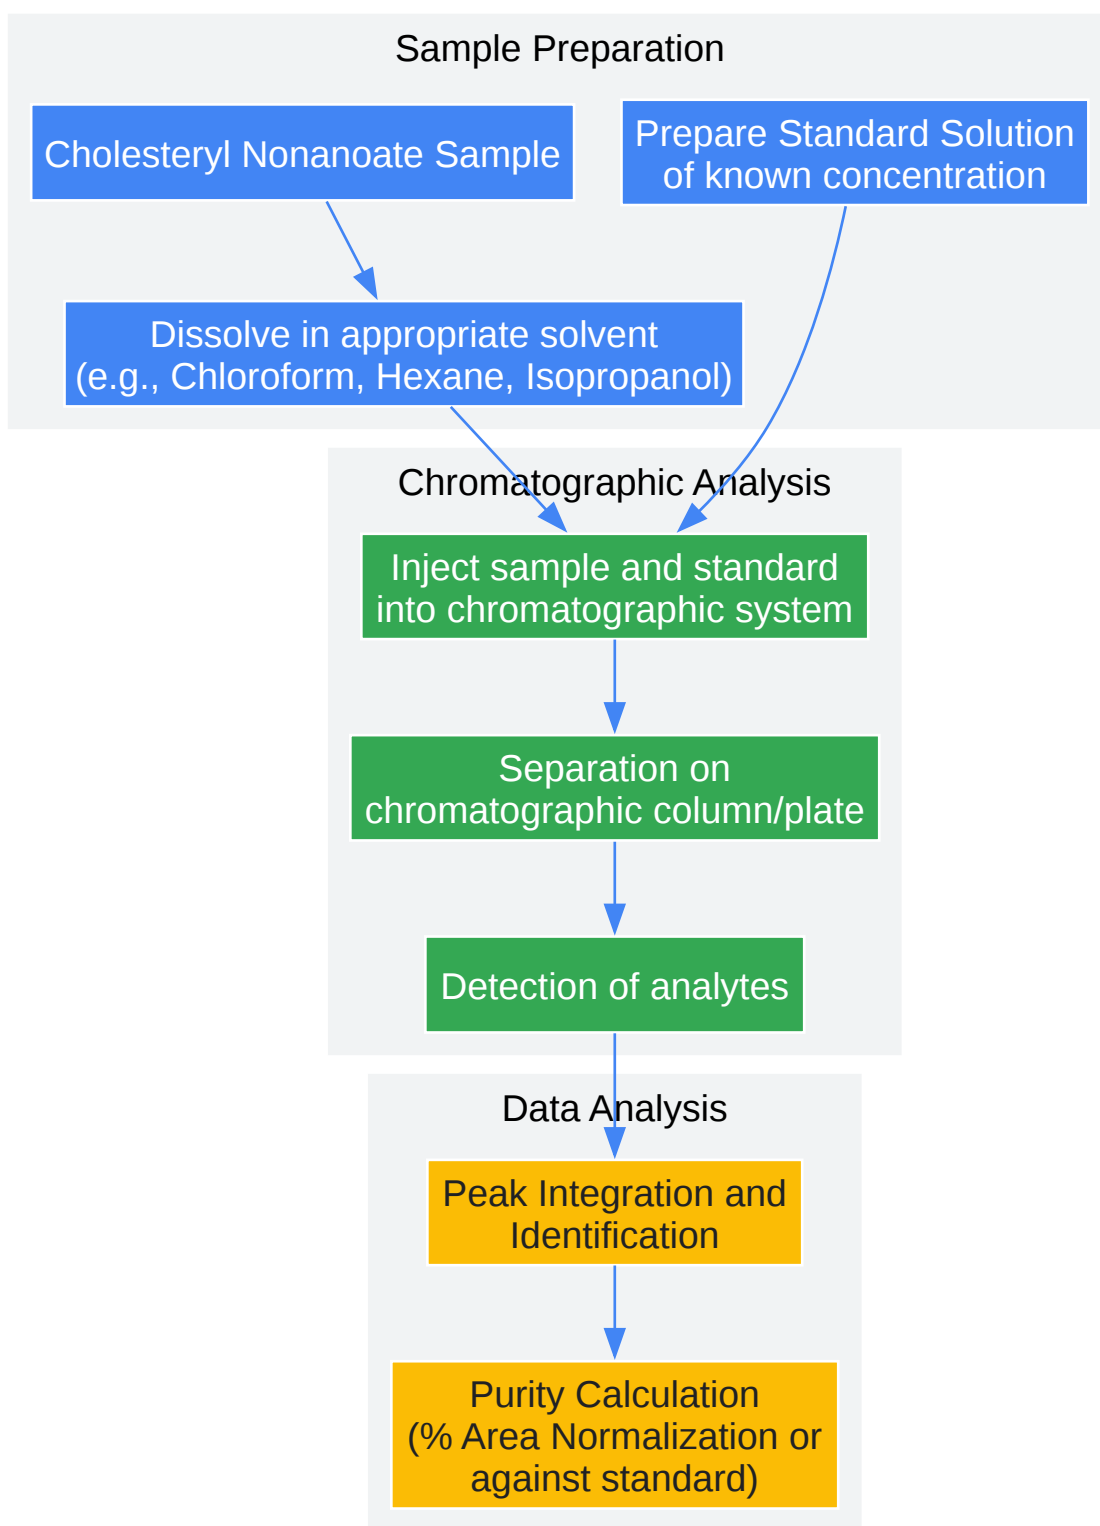 Sample Preparation
Cholesteryl Nonanoate Sample
Prepare Standard Solution
of known concentration
Dissolve in appropriate solvent
(e.g., Chloroform, Hexane, Isopropanol)
Chromatographic Analysis
Inject sample and standard
into chromatographic system
Separation on
chromatographic column/plate
Detection of analytes
Data Analysis
Peak Integration and
Identification
Purity Calculation
(% Area Normalization or
against standard)